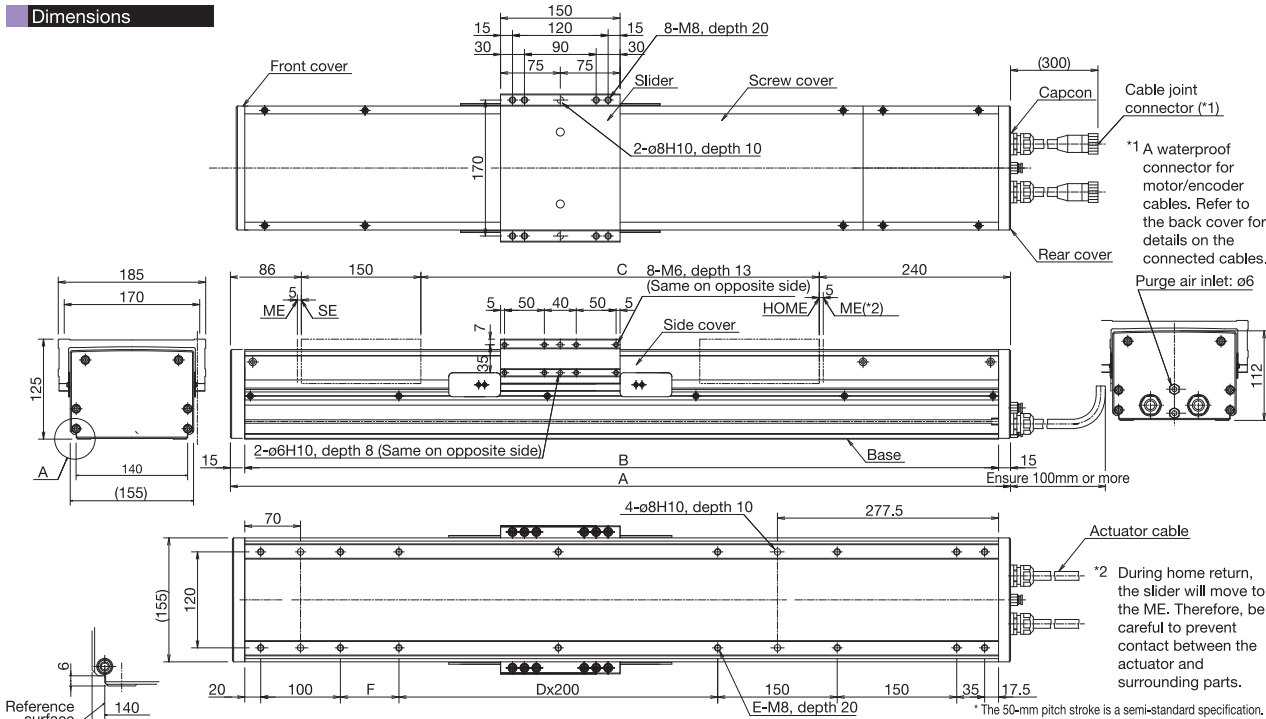 Dimensions
150
15
120
15
8-M8, depth 20
30
90
30
75
75
Front cover
Slider
Screw cover
(300)
Capcon
Cable joint
connector (*1)
170
2-ø8H10, depth 10
*1 A waterproof
connector for
motor/encoder
cables. Refer to
the back cover for
details on the
connected cables.
Rear cover
185
170
86
150
C
8-M6, depth 13
(Same on opposite side)
240
Purge air inlet: ø6
5
ME
SE
5
50
40
50
5
HOME
5
ME(*2)
7
Side cover
35
125
112
2-ø6H10, depth 8 (Same on opposite side)
Base
A
140
(155)
15
B
15
A
Ensure 100mm or more
70
4-ø8H10, depth 10
277.5
Actuator cable
(155)
120
*2 During home return,
the slider will move to
the ME. Therefore, be
careful to prevent
contact between the
actuator and
surrounding parts.
6
Reference
surface
140
20
100
F
Dx200
150
150
35
17.5
E-M8, depth 20
* The 50-mm pitch stroke is a semi-standard specification.